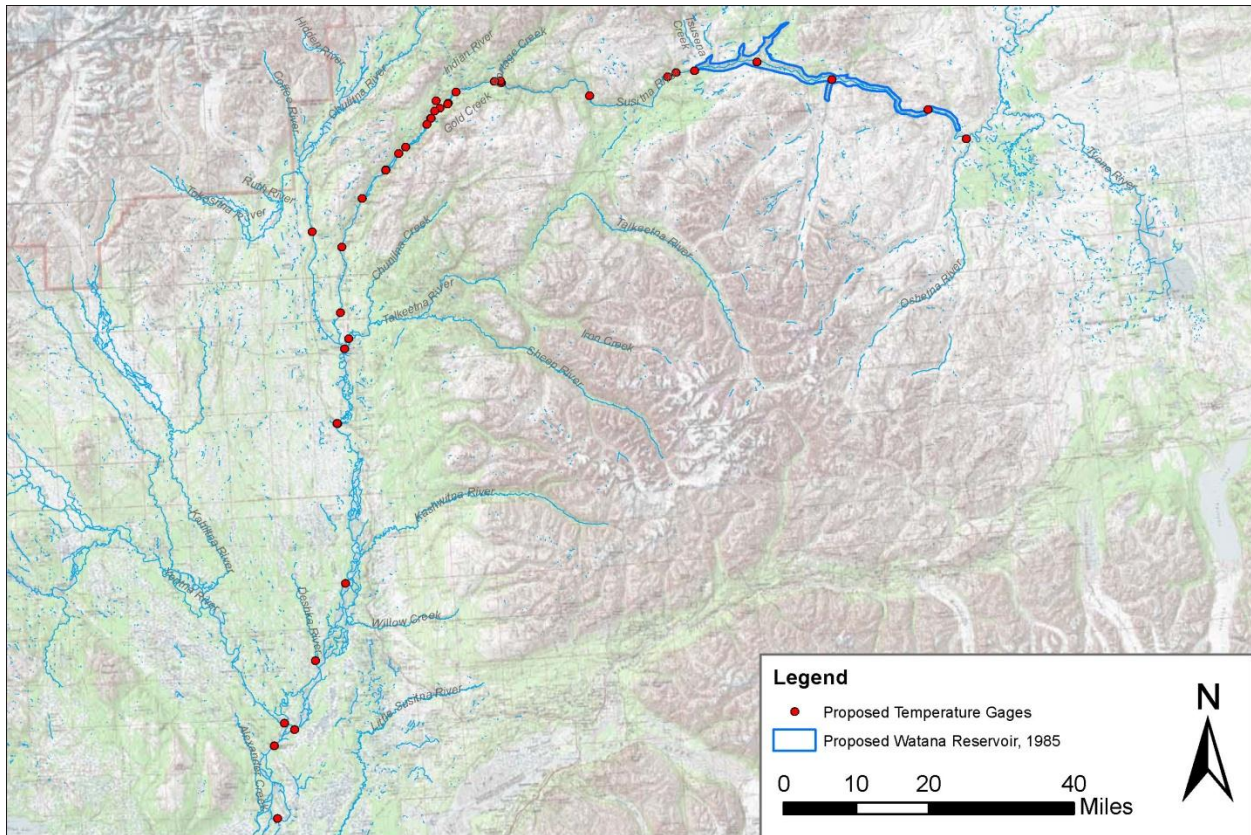 Hidden River
Coffee River
Chulitna River
Indian River
Portage Creek
Gold Creek
Susitna River
Tsusena
Creek
Tyone River
Oshetna River
Ruth River
Tokositna River
Chunilna Creek
Talkeetna River
Talkeetna River
Iron Creek
Sheep River
Kashwitna River
Kahiltna River
Yentna River
Deshka River
Willow Creek
Little Susitna River
Alexander Creek
Legend
Proposed Temperature Gages
Proposed Watana Reservoir, 1985
0 10 20 40
Miles
N